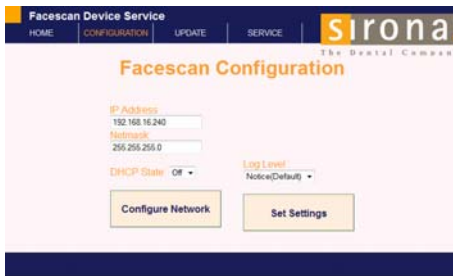 Facescan Device Service
HOME CONFIGURATION UPDATE SERVICE
sirona
The Dental Company
Facescan Configuration
IP Address
192.168.16.240
Netmask
255.255.255.0
DHCP State: Off
Log Level:
Notice(Default)
Configure Network
Set Settings